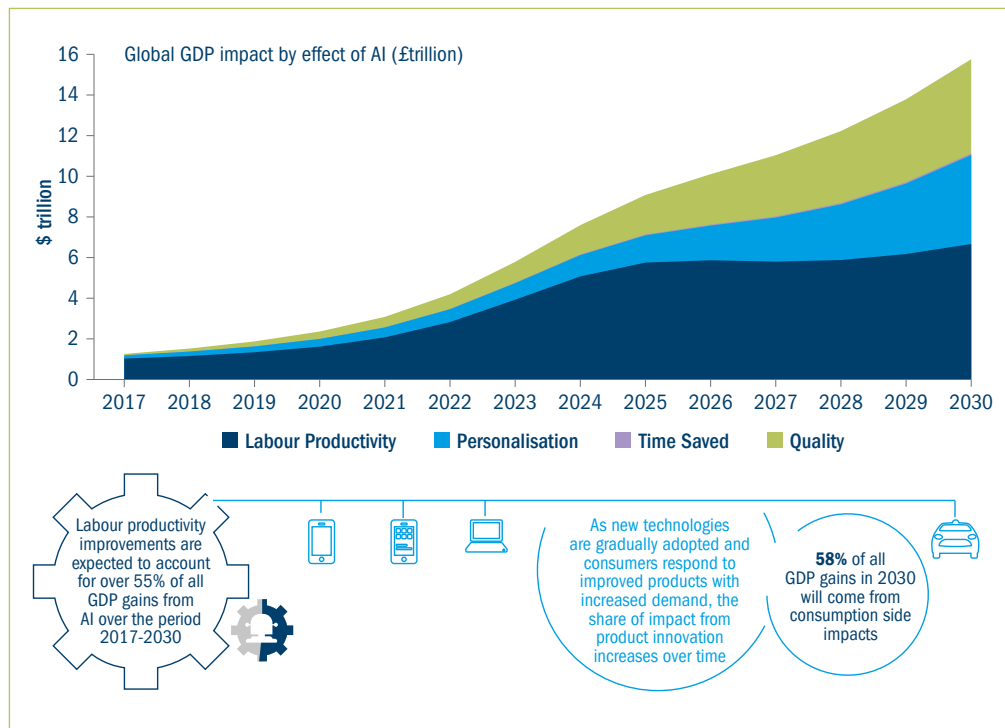 Global GDP impact by effect of AI (£trillion)
$ trillion
16
14
12
10
8
6
4
2
0
2017 2018 2019 2020 2021 2022 2023 2024 2025 2026 2027 2028 2029 2030
Labour Productivity Personalisation Time Saved Quality
Labour productivity
improvements are
expected to account
for over 55% of all
GDP gains from
AI over the period
2017-2030
As new technologies
are gradually adopted and
consumers respond to
improved products with
increased demand, the
share of impact from
product innovation
increases over time
58% of all
GDP gains in 2030
will come from
consumption side
impacts